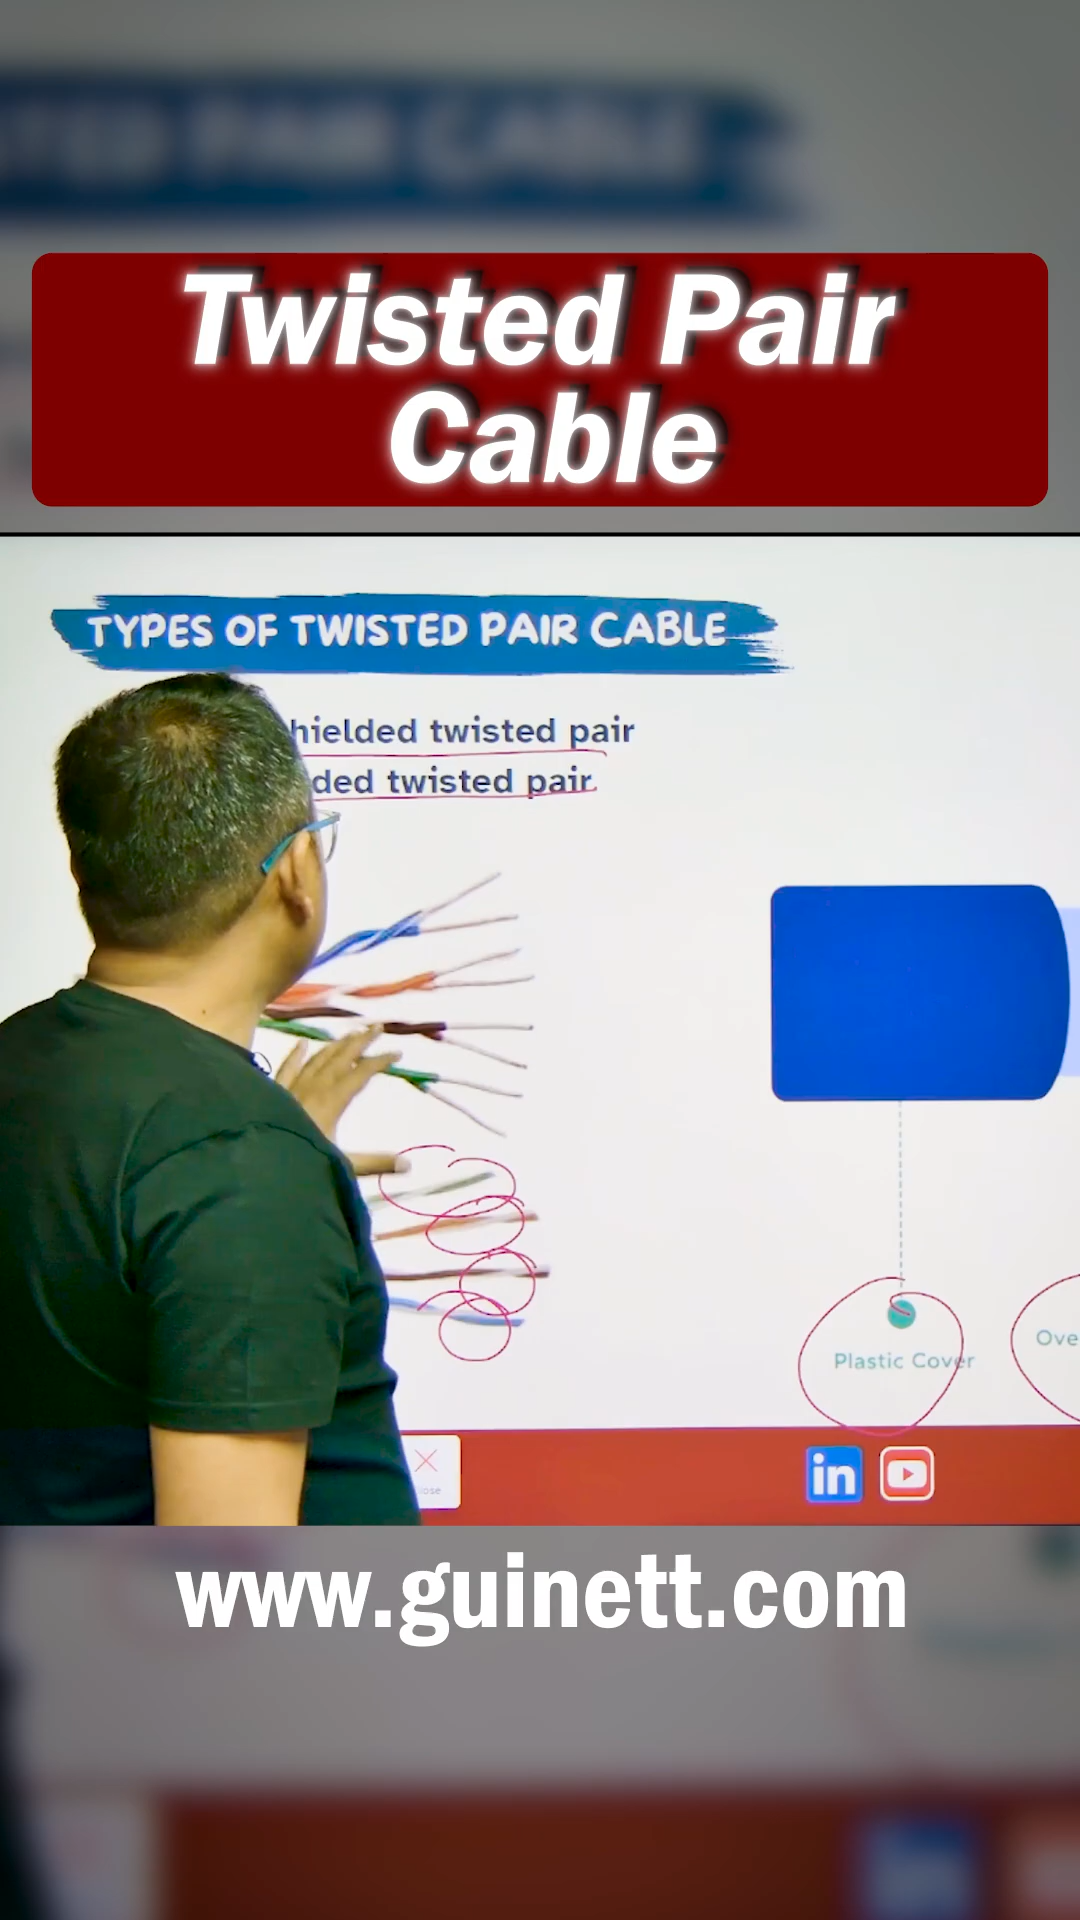 Twisted Pair
Cable
TYPES OF TWISTED PAIR CABLE
hielded twisted pair
ded twisted pair
Plastic Cover
Ove
ose
in
www.guinett.com